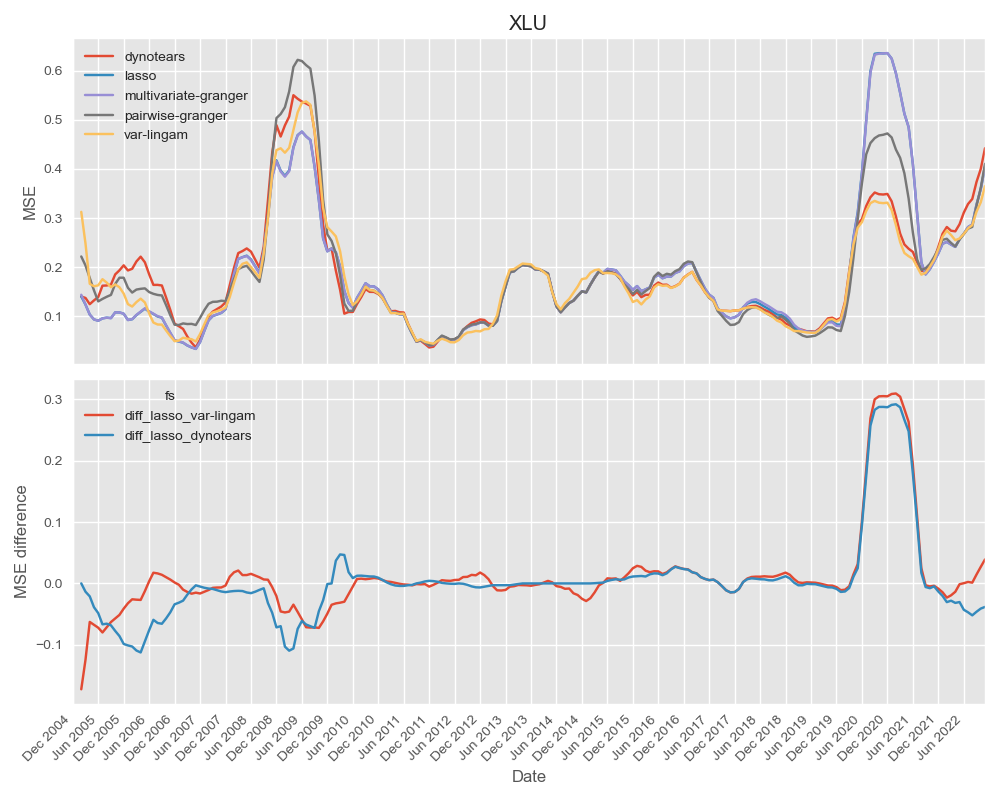 XLU
dynotears
lasso
multivariate-granger
pairwise-granger
var-lingam
0.6
0.5
0.4
0.3
0.2
0.1
MSE
fs
diff_lasso_var-lingam
diff_lasso_dynotears
0.3
0.2
0.1
0.0
−0.1
MSE difference
Dec 2004
Jun 2005
Dec 2005
Jun 2006
Dec 2006
Jun 2007
Dec 2007
Jun 2008
Dec 2008
Jun 2009
Dec 2009
Jun 2010
Dec 2010
Jun 2011
Dec 2011
Jun 2012
Dec 2012
Jun 2013
Dec 2013
Jun 2014
Dec 2014
Jun 2015
Dec 2015
Jun 2016
Dec 2016
Jun 2017
Dec 2017
Jun 2018
Dec 2018
Jun 2019
Dec 2019
Jun 2020
Dec 2020
Jun 2021
Dec 2021
Jun 2022
Date